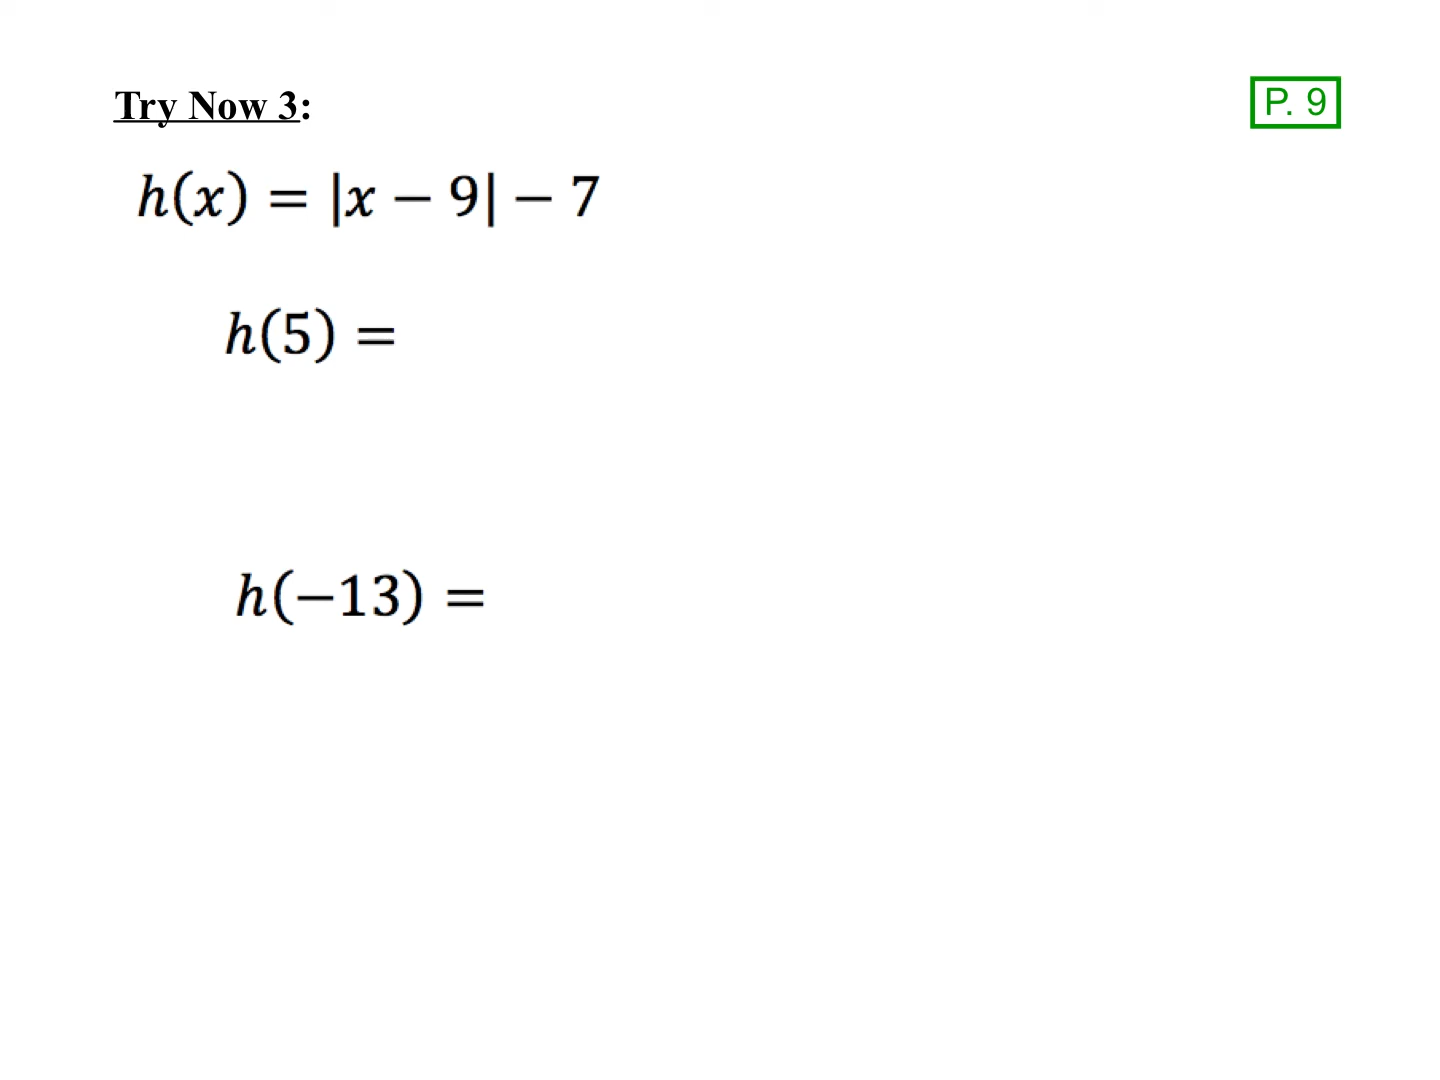 Try Now 3:
P. 9
h(x) = |x − 9| − 7
h(5) =
h(−13) =